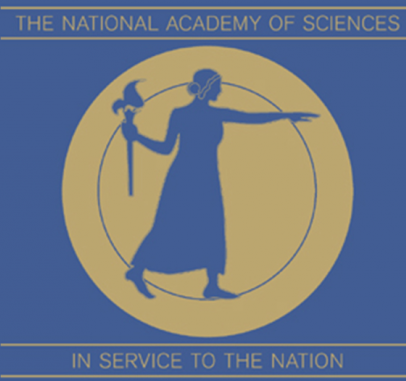 THE NATIONAL ACADEMY OF SCIENCES
IN SERVICE TO THE NATION